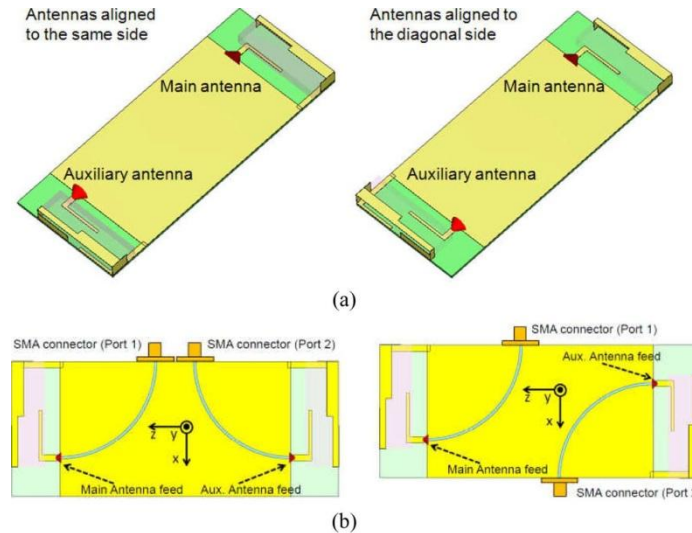 Antennas aligned
to the same side
Main antenna
Auxiliary antenna
Antennas aligned to
the diagonal side
Main antenna
Auxiliary antenna
(a)
SMA connector (Port 1) SMA connector (Port 2)
z y
x
Main Antenna feed Aux. Antenna feed
SMA connector (Port 1)
Aux. Antenna feed
z y
x
Main Antenna feed
SMA connector (Port 2
(b)